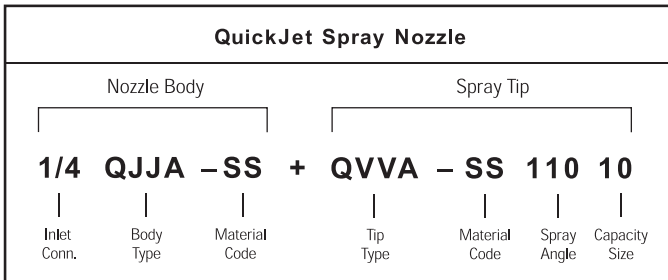 QuickJet Spray Nozzle
Nozzle Body Spray Tip
1/4 QJJA –SS + QVVA – SS 110 10
Inlet Body Material Tip Material Spray Capacity
Conn. Type Code Type Code Angle Size